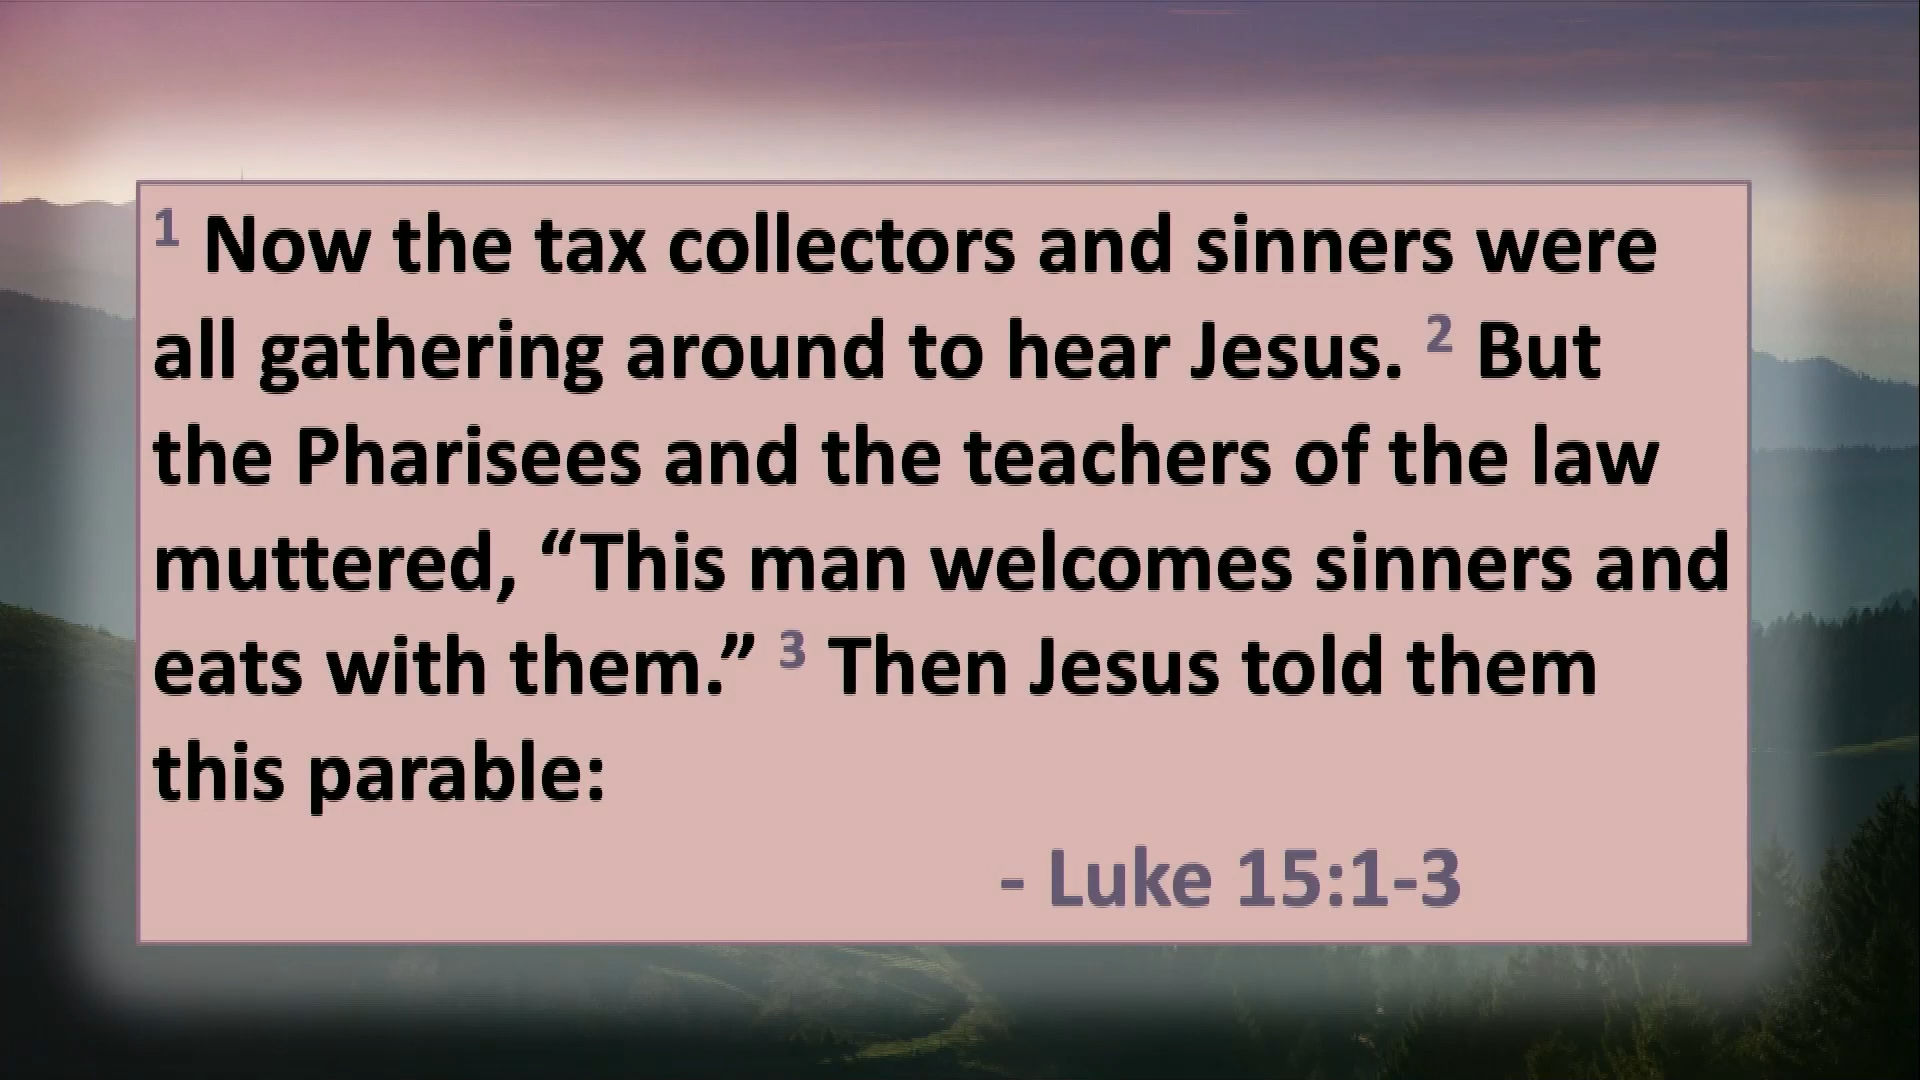 1 Now the tax collectors and sinners were
all gathering around to hear Jesus. 2 But
the Pharisees and the teachers of the law
muttered, “This man welcomes sinners and
eats with them.” 3 Then Jesus told them
this parable:
- Luke 15:1-3